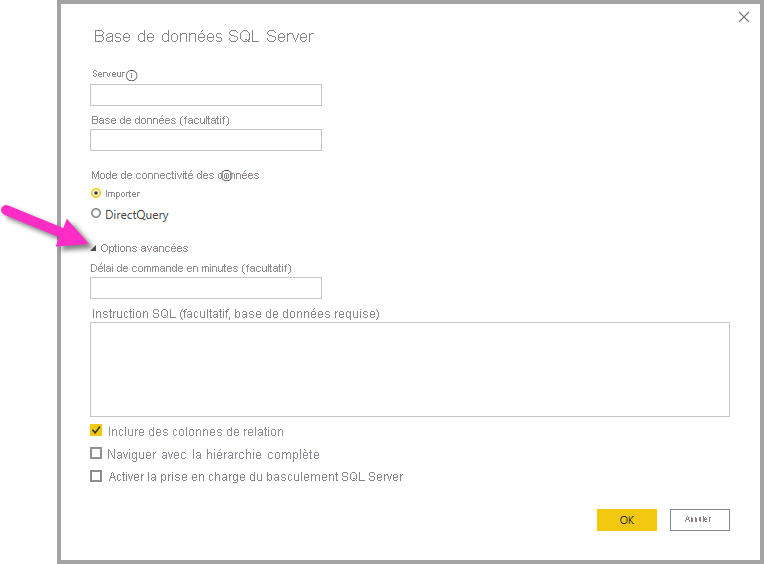 Base de données SQL Server
Serveur
Base de données (facultatif)
Mode de connectivité des données
Importer
DirectQuery
Options avancées
Délai de commande en minutes (facultatif)
Instruction SQL (facultatif, base de données requise)
Inclure des colonnes de relation
Naviguer avec la hiérarchie complète
Activer la prise en charge du basculement SQL Server
OK
Annuler